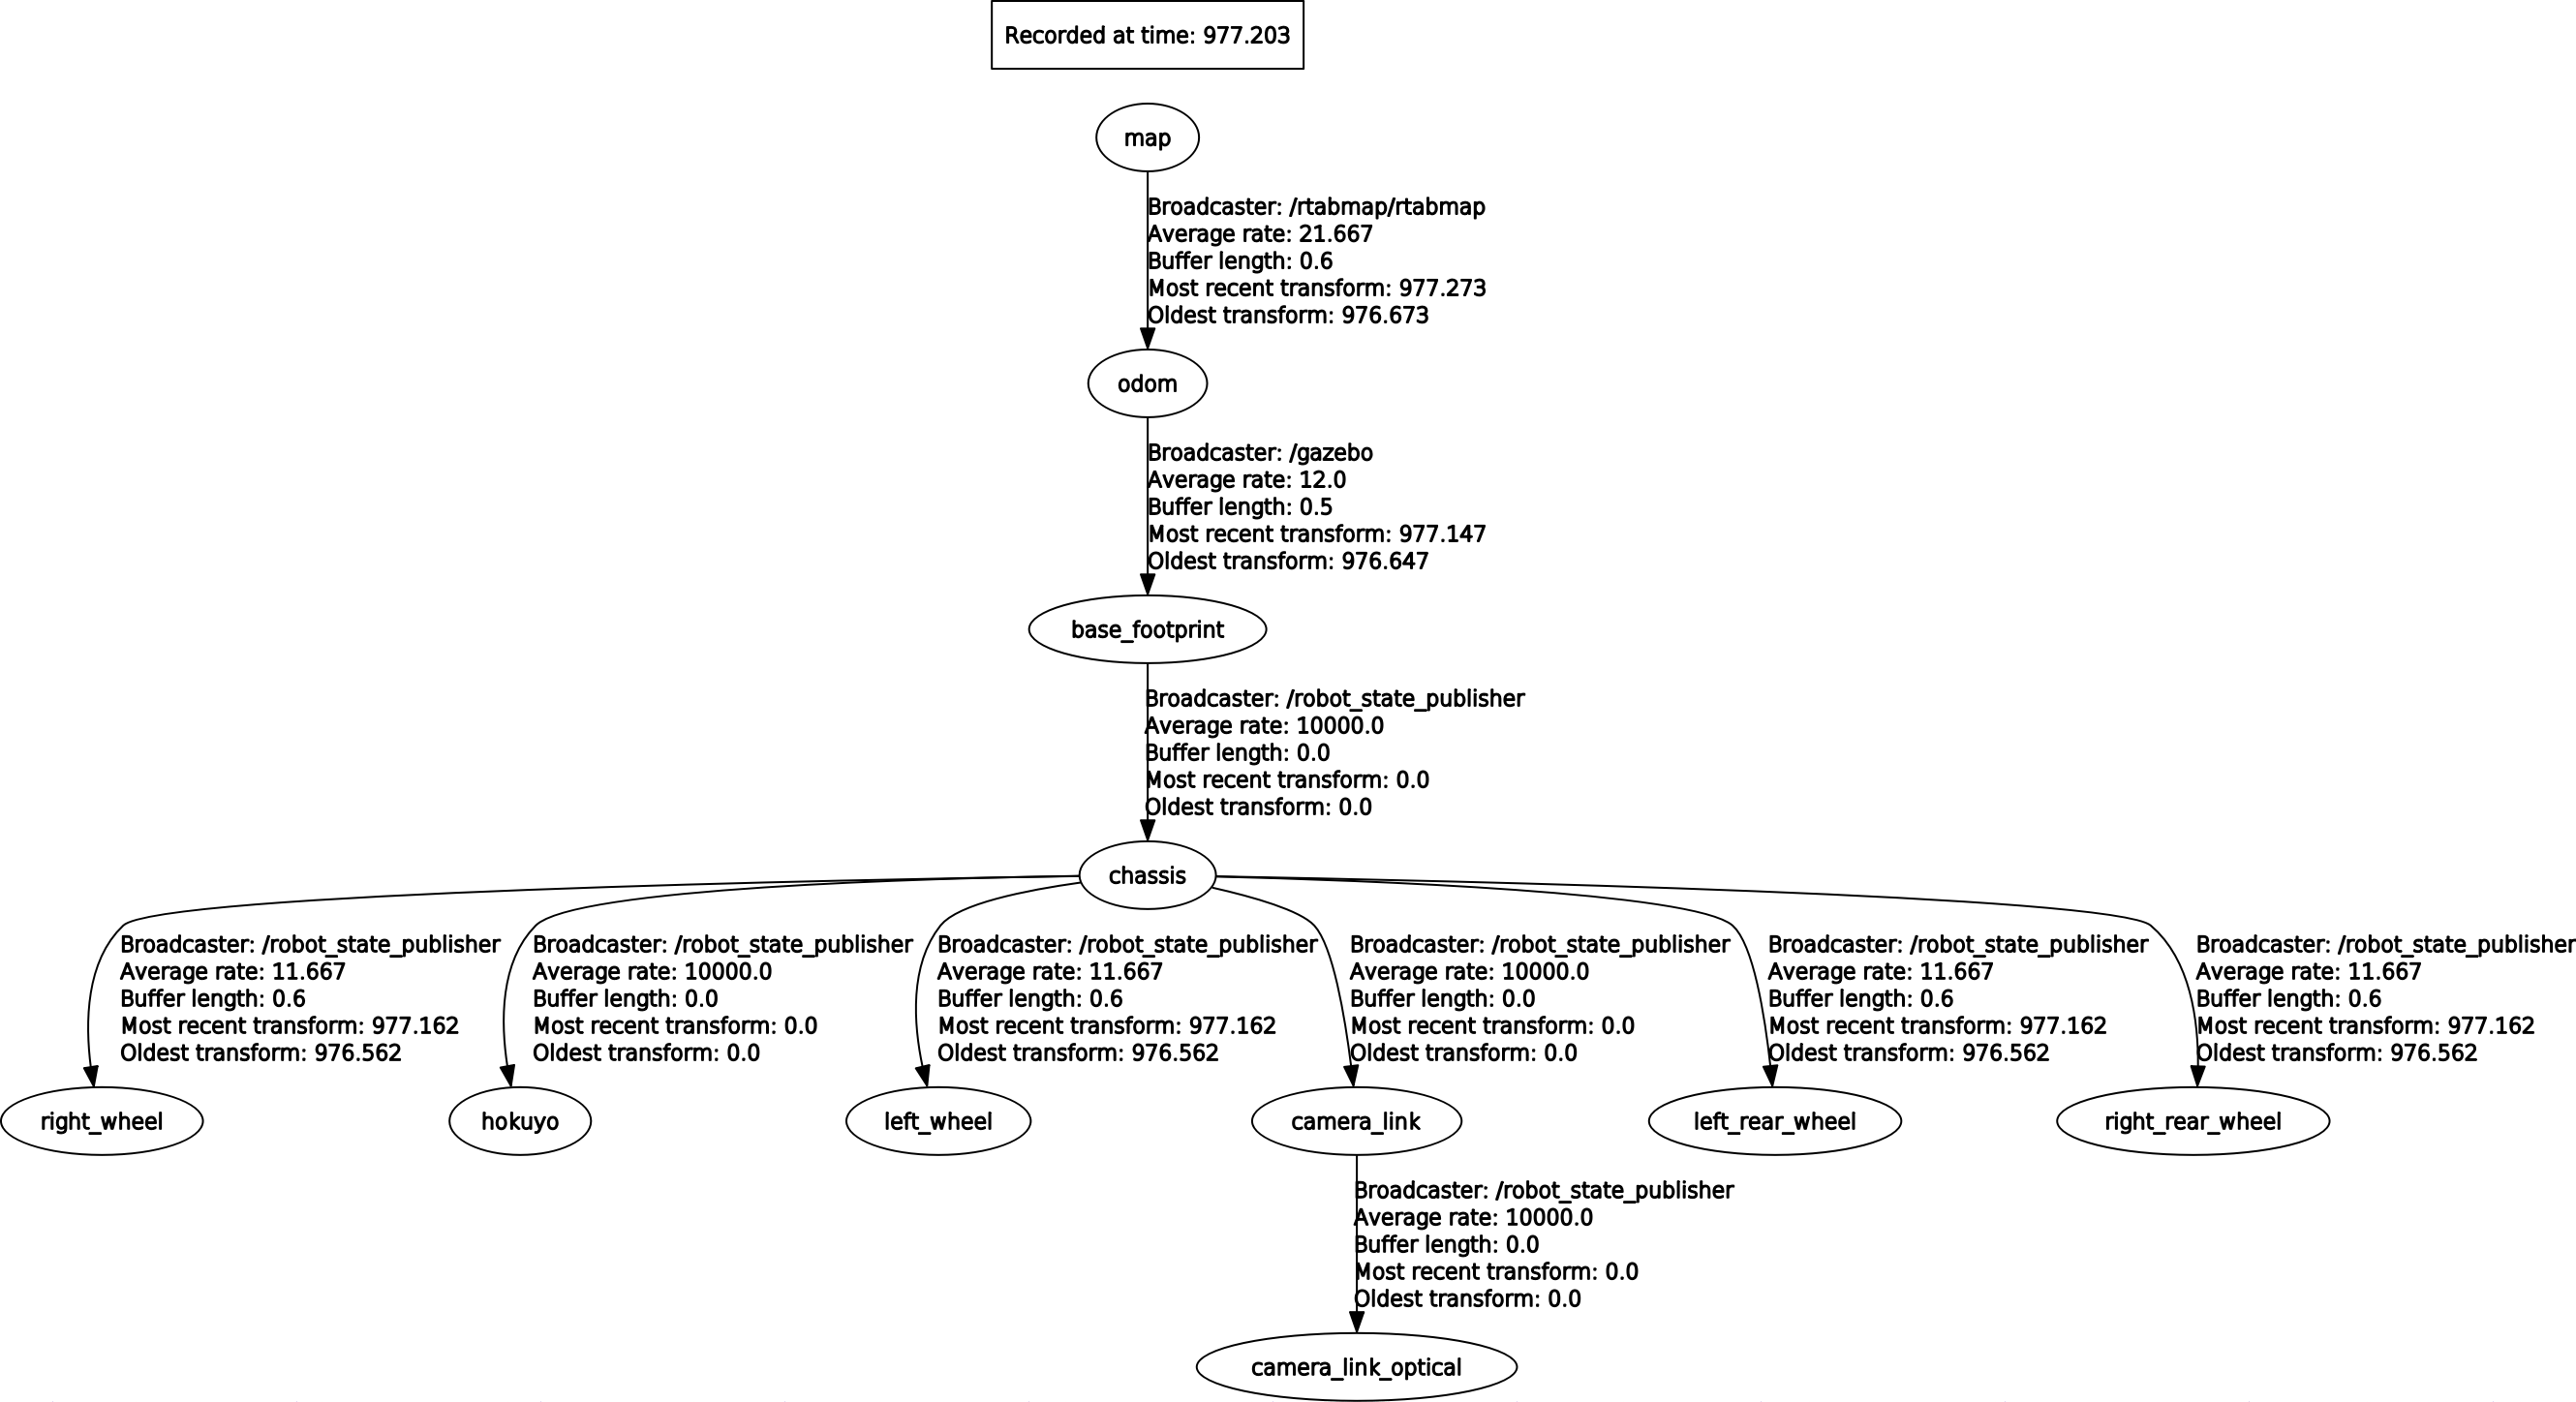 Recorded at time: 977.203
map
Broadcaster: /rtabmap/rtabmap
Average rate: 21.667
Buffer length: 0.6
Most recent transform: 977.273
Oldest transform: 976.673
odom
Broadcaster: /gazebo
Average rate: 12.0
Buffer length: 0.5
Most recent transform: 977.147
Oldest transform: 976.647
base_footprint
Broadcaster: /robot_state_publisher
Average rate: 10000.0
Buffer length: 0.0
Most recent transform: 0.0
Oldest transform: 0.0
chassis
Broadcaster: /robot_state_publisher
Average rate: 11.667
Buffer length: 0.6
Most recent transform: 977.162
Oldest transform: 976.562
Broadcaster: /robot_state_publisher
Average rate: 10000.0
Buffer length: 0.0
Most recent transform: 0.0
Oldest transform: 0.0
Broadcaster: /robot_state_publisher
Average rate: 11.667
Buffer length: 0.6
Most recent transform: 977.162
Oldest transform: 976.562
Broadcaster: /robot_state_publisher
Average rate: 10000.0
Buffer length: 0.0
Most recent transform: 0.0
Oldest transform: 0.0
Broadcaster: /robot_state_publisher
Average rate: 11.667
Buffer length: 0.6
Most recent transform: 977.162
Oldest transform: 976.562
Broadcaster: /robot_state_publisher
Average rate: 11.667
Buffer length: 0.6
Most recent transform: 977.162
Oldest transform: 976.562
right_wheel
hokuyo
left_wheel
camera_link
left_rear_wheel
right_rear_wheel
Broadcaster: /robot_state_publisher
Average rate: 10000.0
Buffer length: 0.0
Most recent transform: 0.0
Oldest transform: 0.0
camera_link_optical